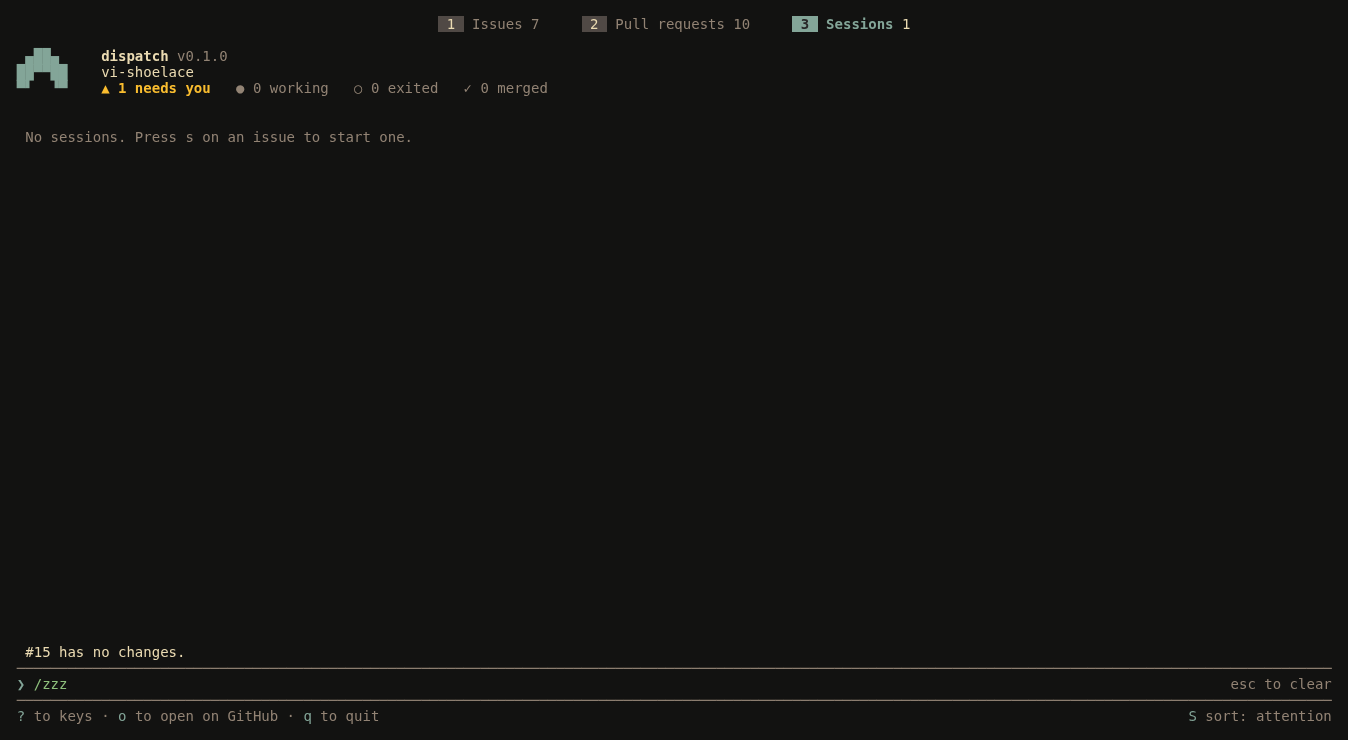 1 Issues 7 2 Pull requests 10 3 Sessions 1
dispatch v0.1.0
vi-shoelace
▲ 1 needs you ● 0 working ○ 0 exited ✓ 0 merged
No sessions. Press s on an issue to start one.
#15 has no changes.
❯ /zzz esc to clear
? to keys · o to open on GitHub · q to quit S sort: attention